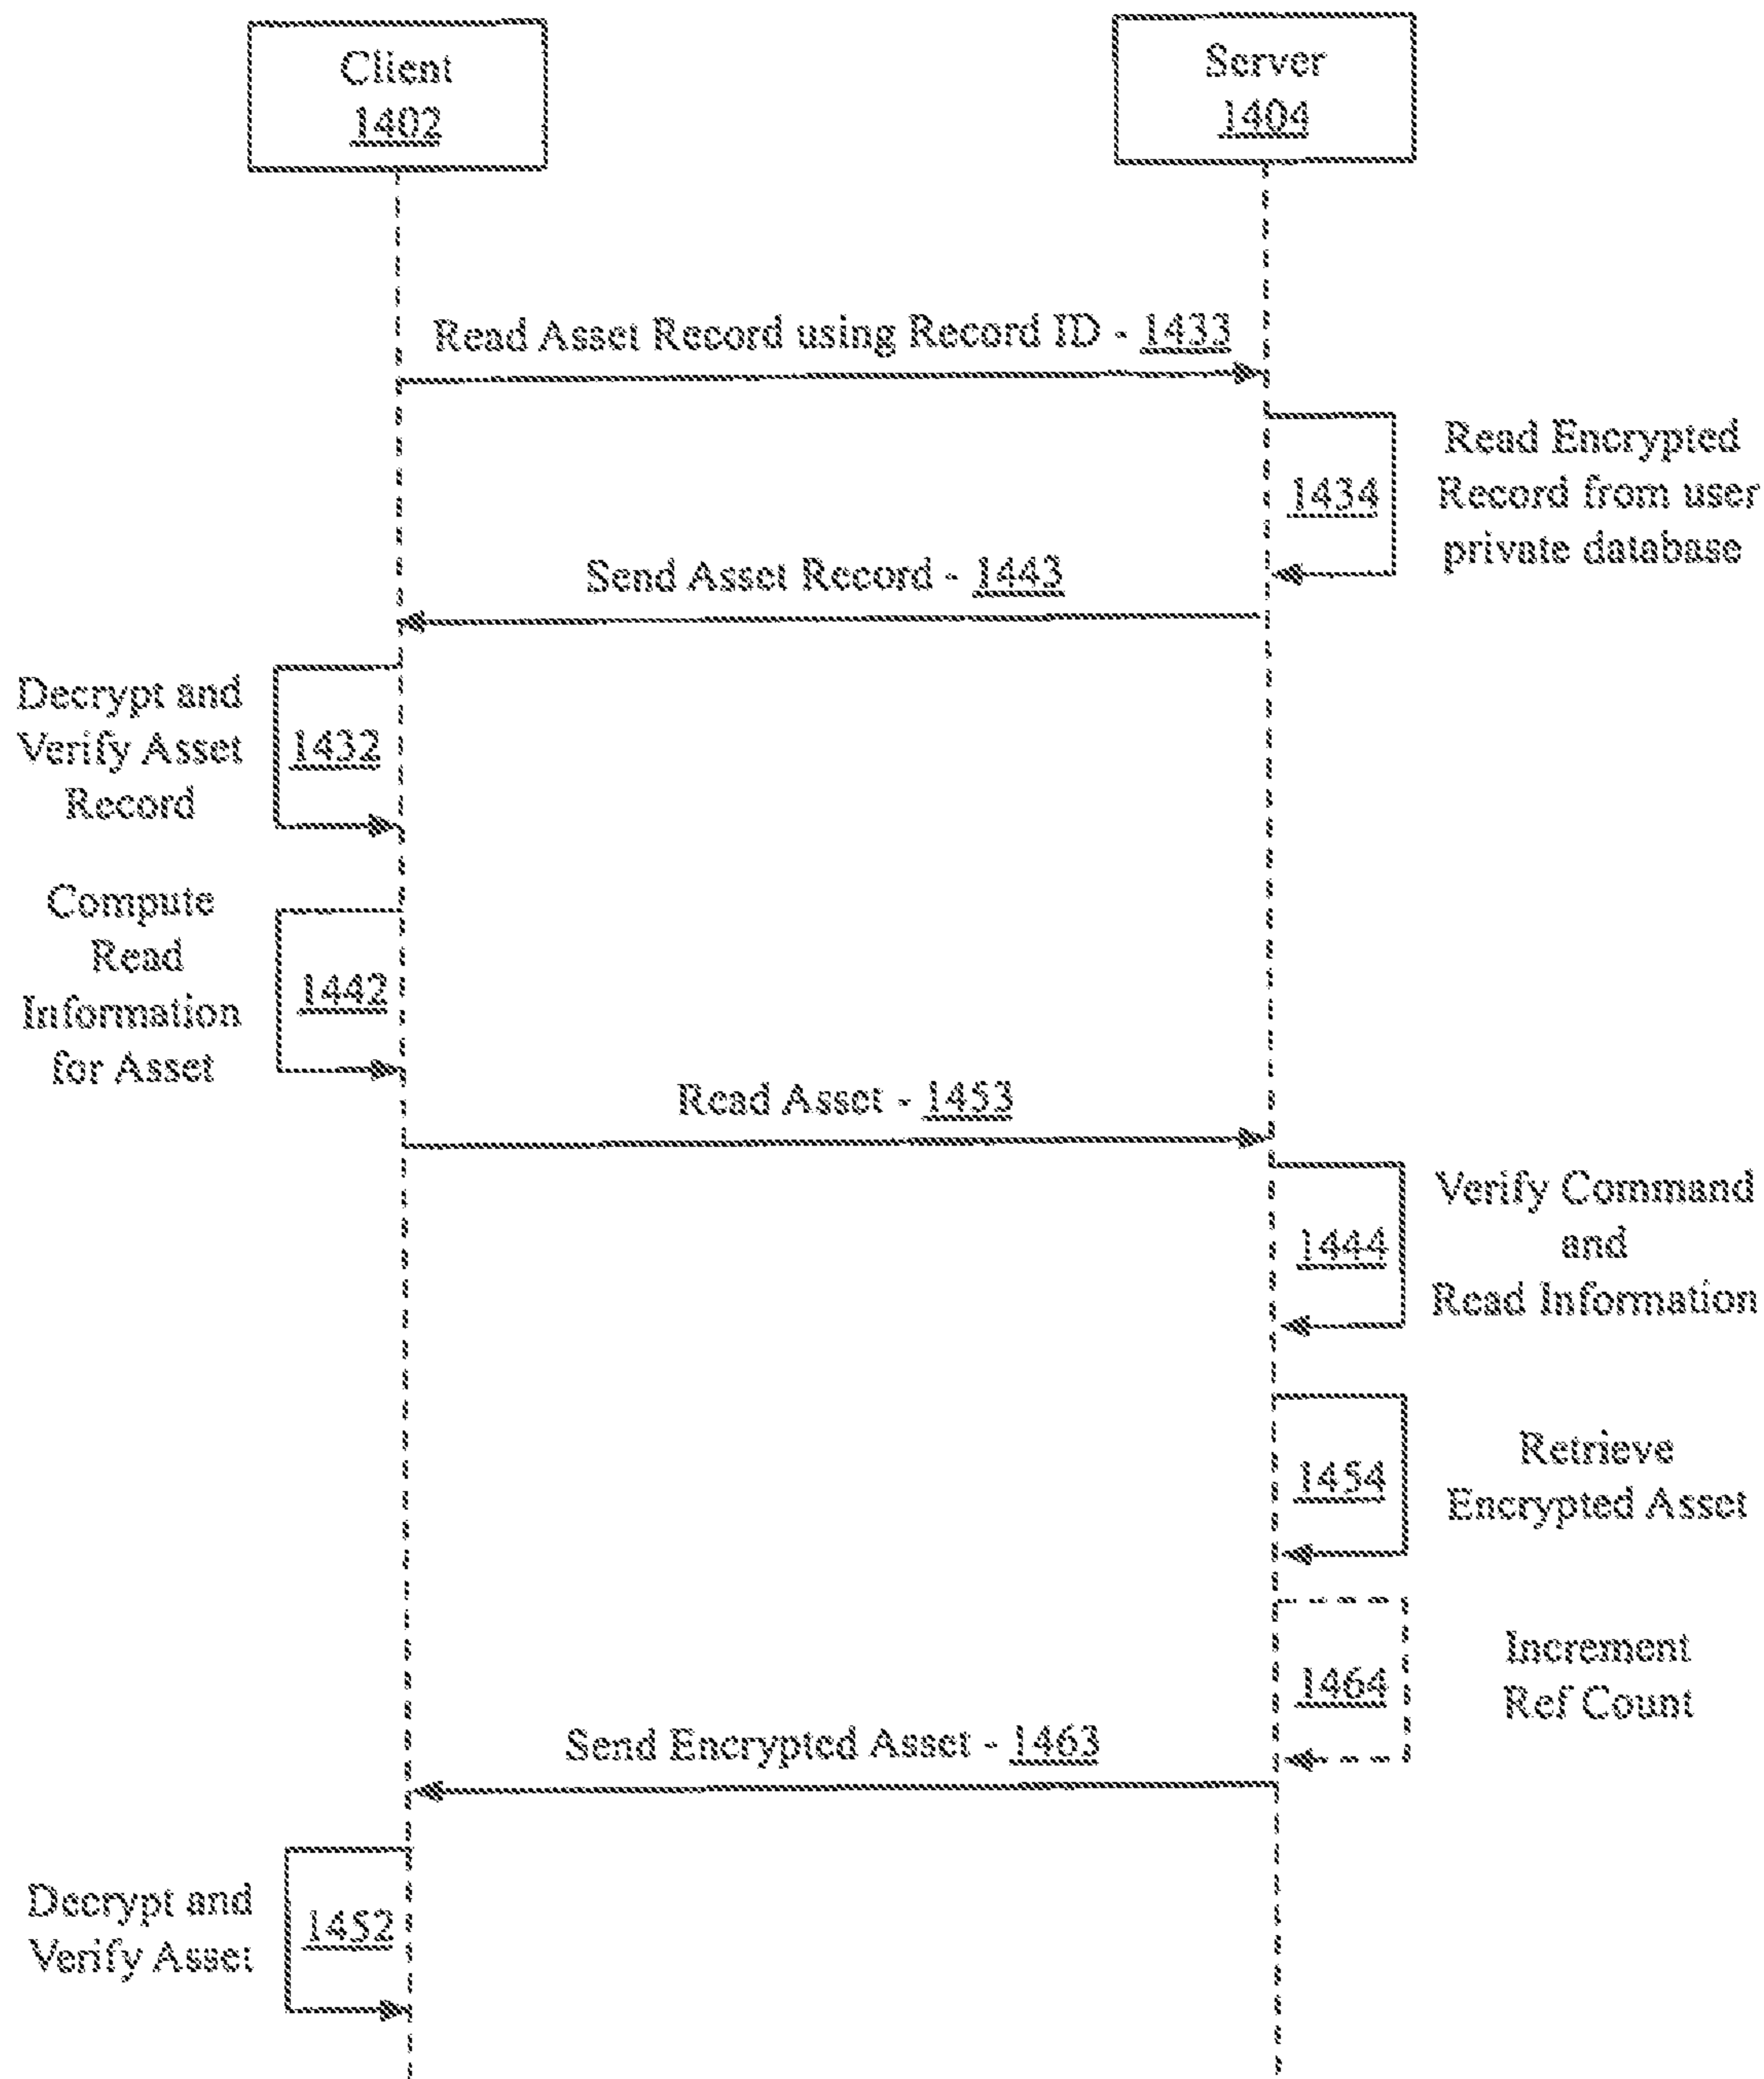 Client
1402
Server
1404
Read Asset Record using Record ID - 1433
1434
Read Encrypted
Record from user
private database
Send Asset Record - 1443
Decrypt and
Verify Asset
Record
1432
Compute
Read
Information
for Asset
1442
Read Asset - 1453
1444
Verify Command
and
Read Information
1454
Retrieve
Encrypted Asset
1464
Increment
Ref Count
Send Encrypted Asset - 1463
Decrypt and
Verify Asset
1452